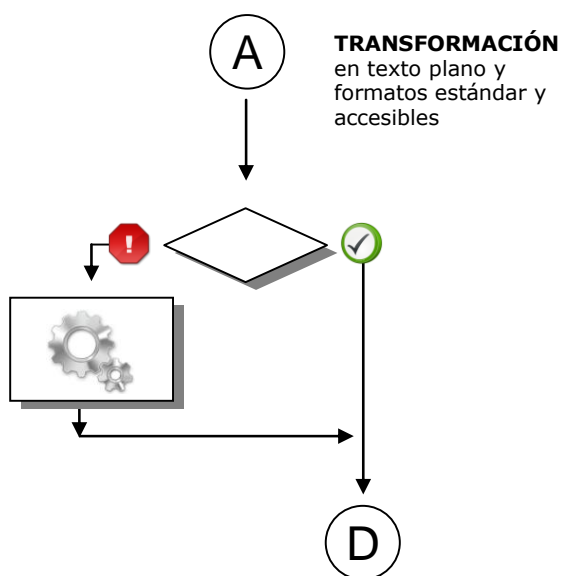 A
TRANSFORMACIÓN
en texto plano y
formatos estándar y
accesibles
!
D